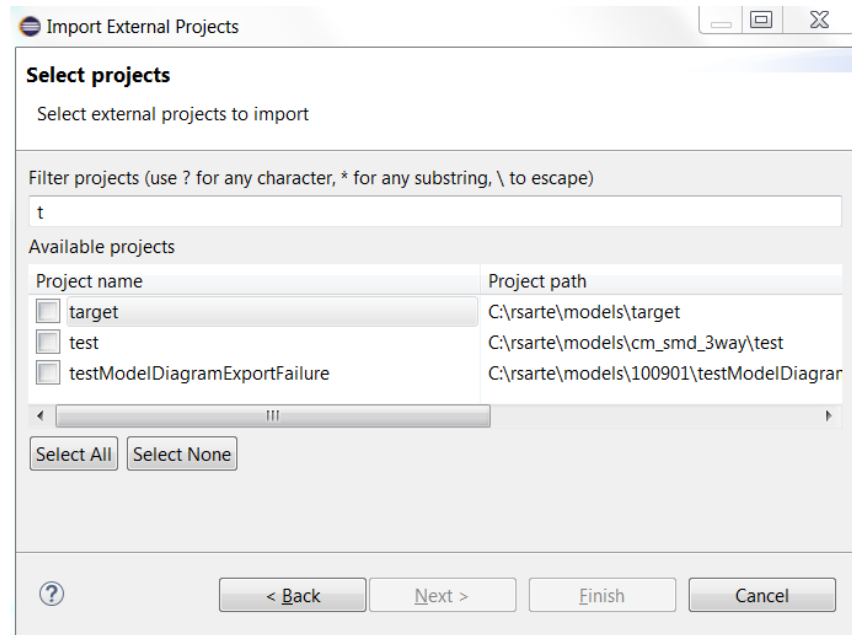 Import External Projects
Select projects
Select external projects to import
Filter projects (use ? for any character, * for any substring, \ to escape)
t
Available projects
Project name Project path
target C:\rsarte\models\target
test C:\rsarte\models\cm_smd_3way\test
testModelDiagramExportFailure C:\rsarte\models\100901\testModelDiagran
Select All Select None
? < Back Next > Finish Cancel